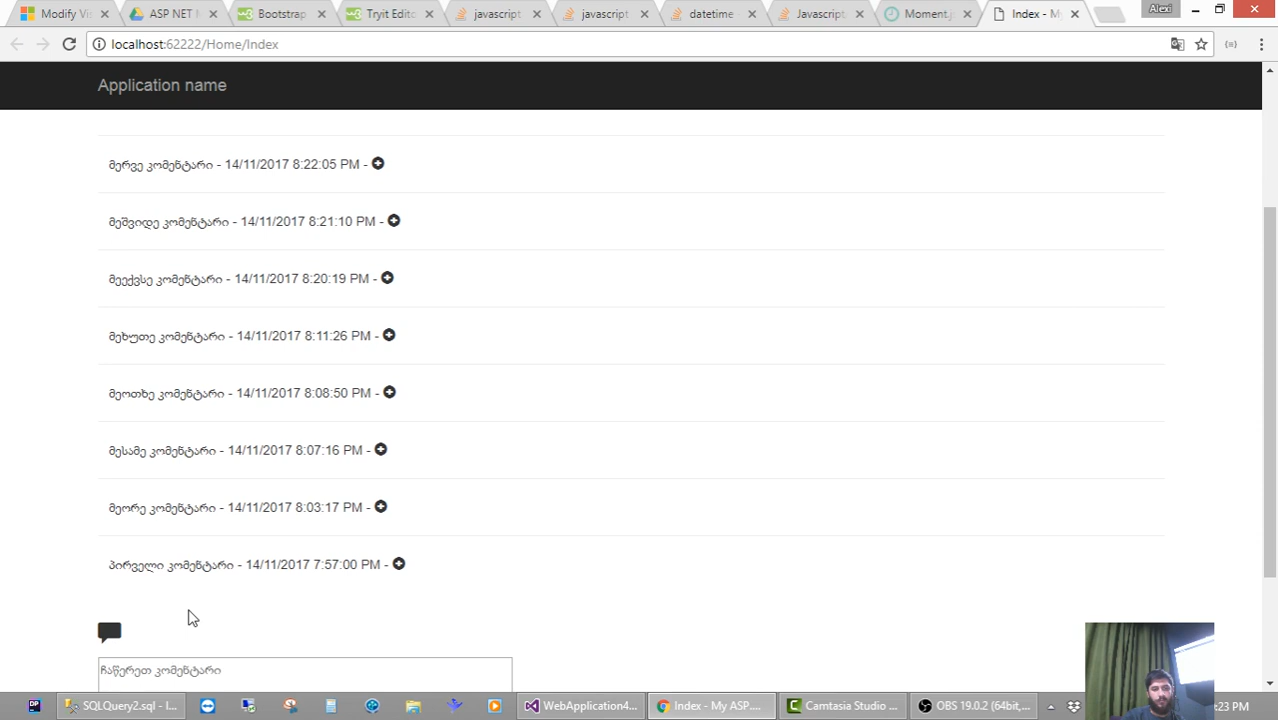 Modify Vi
ASP NET M
Bootstrap
Tryit Edito
javascript
javascript
datetime
Javascript
Moment.j
Index - My
Alexi
localhost:62222/Home/Index
Application name
მერვე კომენტარი - 14/11/2017 8:22:05 PM -
მეშვიდე კომენტარი - 14/11/2017 8:21:10 PM -
მეექვსე კომენტარი - 14/11/2017 8:20:19 PM -
მეხუთე კომენტარი - 14/11/2017 8:11:26 PM -
მეოთხე კომენტარი - 14/11/2017 8:08:50 PM -
მესამე კომენტარი - 14/11/2017 8:07:16 PM -
მეორე კომენტარი - 14/11/2017 8:03:17 PM -
პირველი კომენტარი - 14/11/2017 7:57:00 PM -
ჩაწერეთ კომენტარი
SQLQuery2.sql - l...
WebApplication4...
Index - My ASP....
Camtasia Studio ...
OBS 19.0.2 (64bit,...
:23 PM